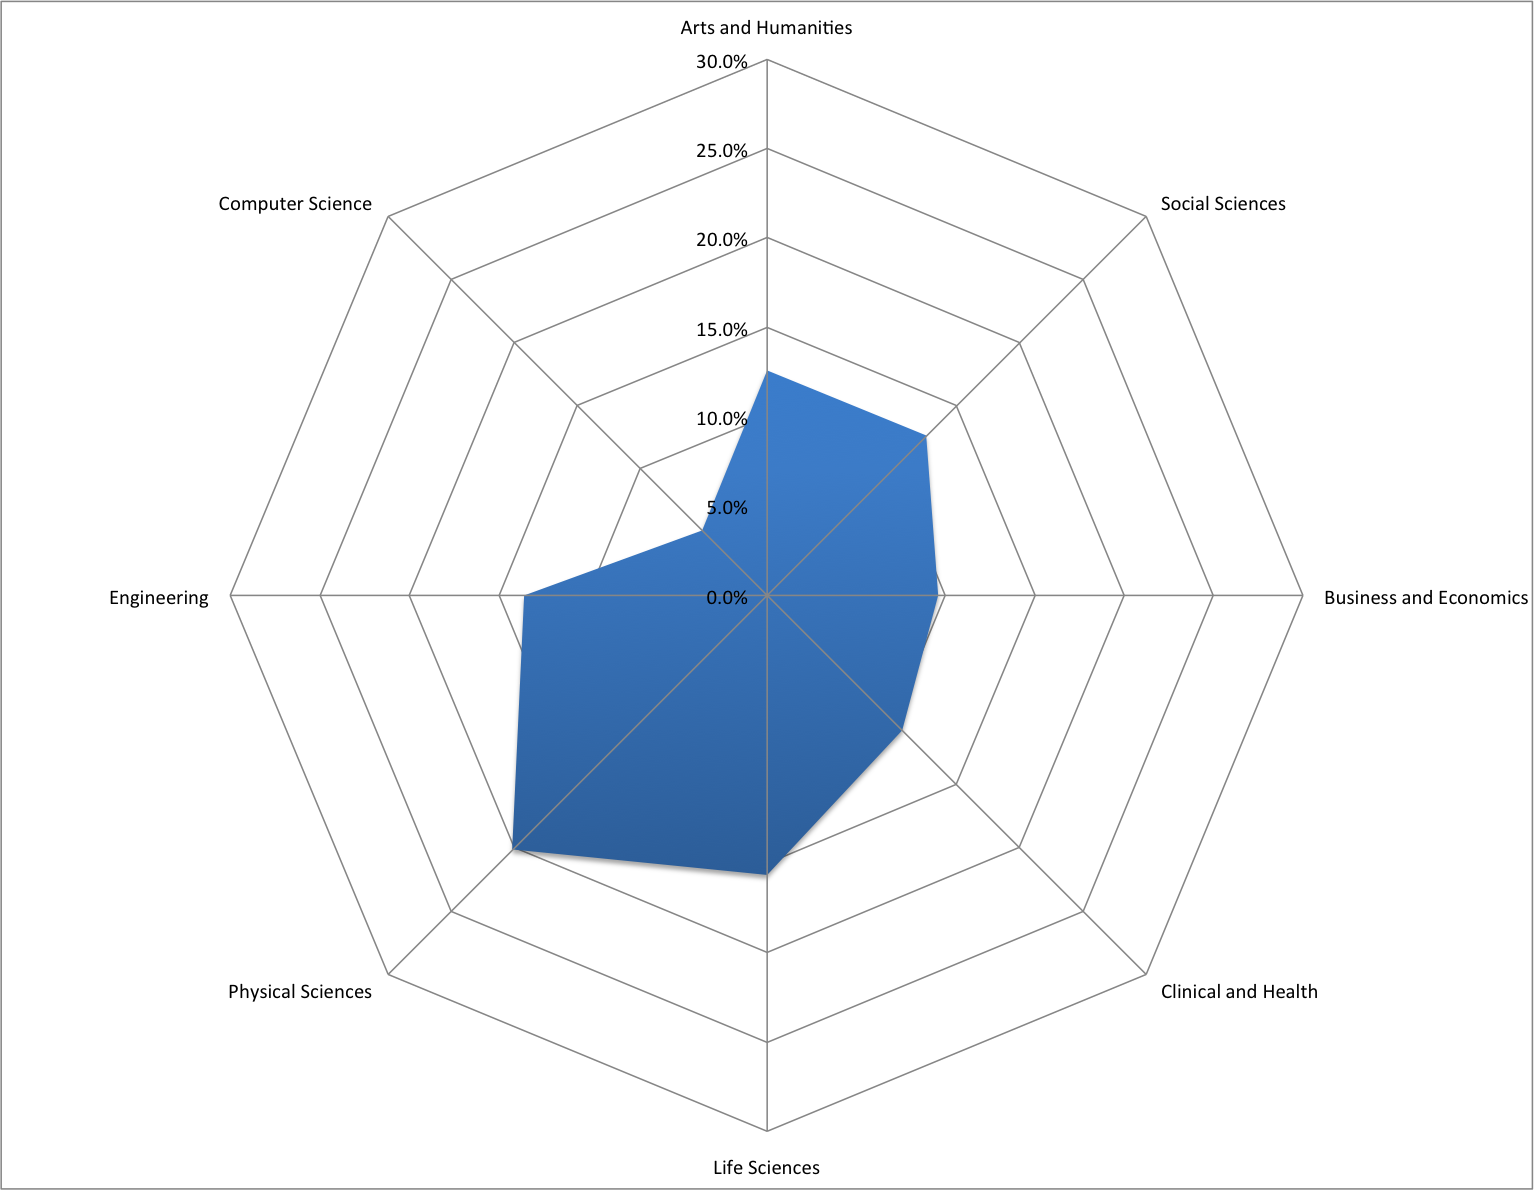 Arts and Humanities
30.0%
25.0%
Computer Science
Social Sciences
20.0%
15.0%
10.0%
5.0%
Engineering
0.0%
Business and Economics
Physical Sciences
Clinical and Health
Life Sciences